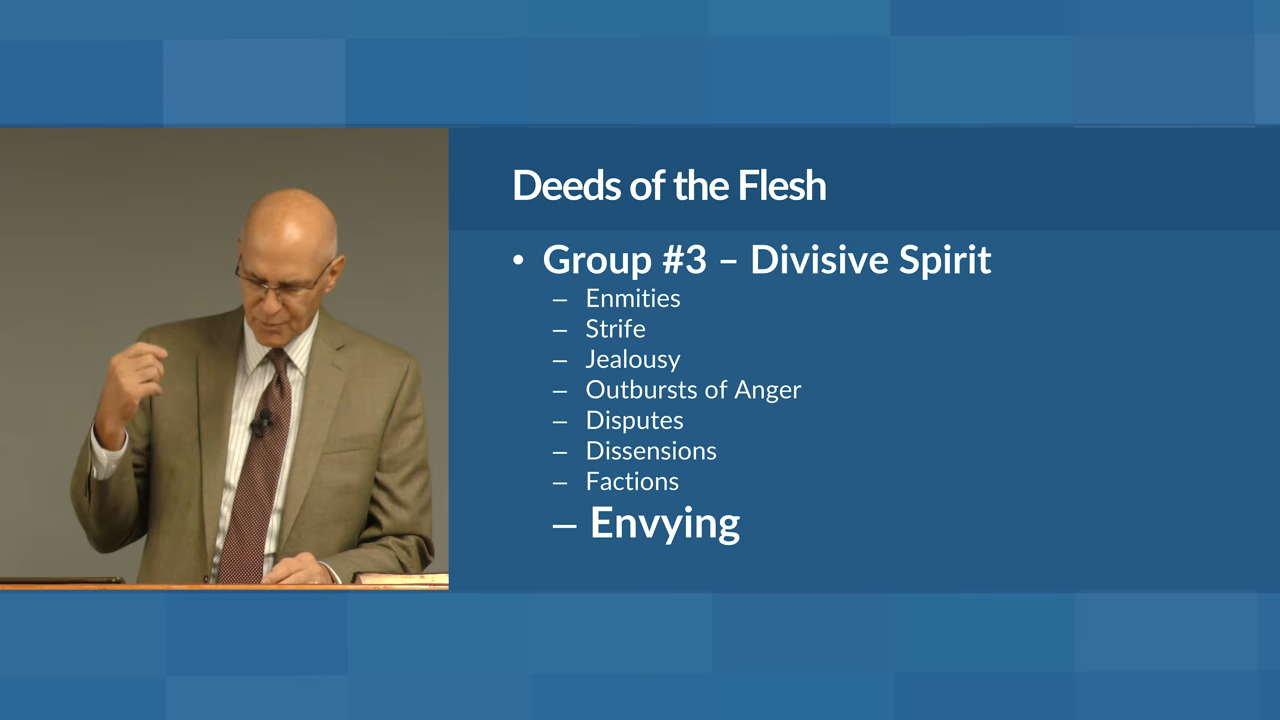 Deeds of the Flesh
• Group #3 – Divisive Spirit
– Enmities
– Strife
– Jealousy
– Outbursts of Anger
– Disputes
– Dissensions
– Factions
– Envying